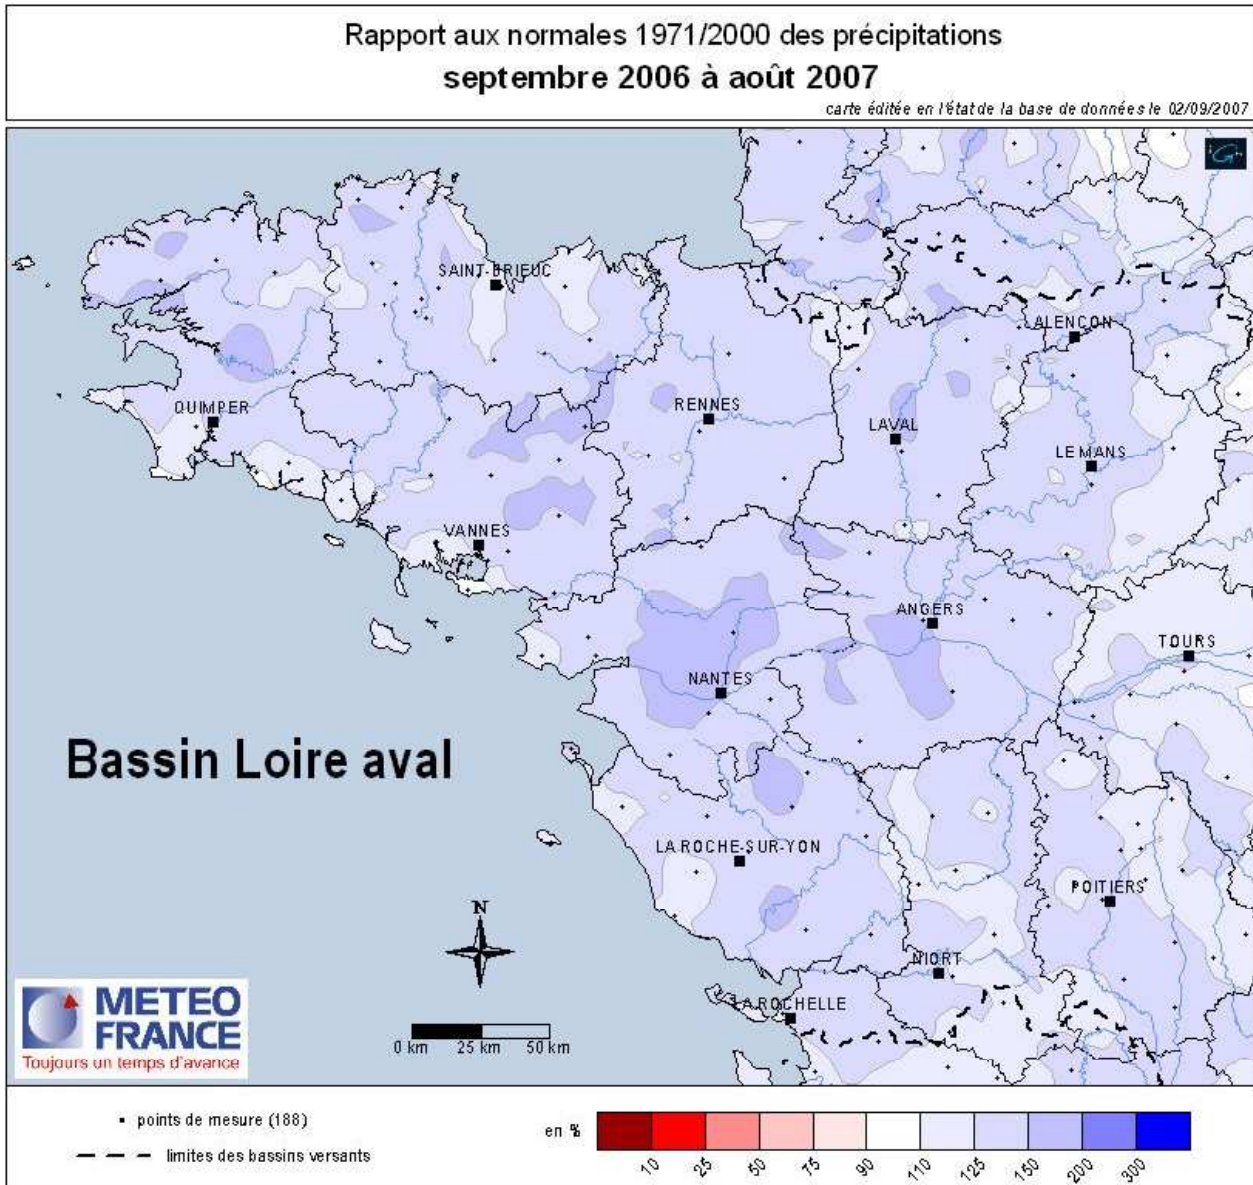 Rapport aux normales 1971/2000 des précipitations
septembre 2006 à août 2007
carte éditée en l'état de la base de données le 02/09/2007
SAINT-BRIEUC
ALENÇON
QUIMPER
RENNES
LAVAL
LE MANS
VANNES
ANGERS
TOURS
NANTES
Bassin Loire aval
LA ROCHE-SUR-YON
POITIERS
N
NIORT
LA ROCHELLE
METEO
FRANCE
Toujours un temps d'avance
0 km 25 km 50 km
points de mesure (188)
limites des bassins versants
en %
10 25 50 75 90 110 125 150 200 300